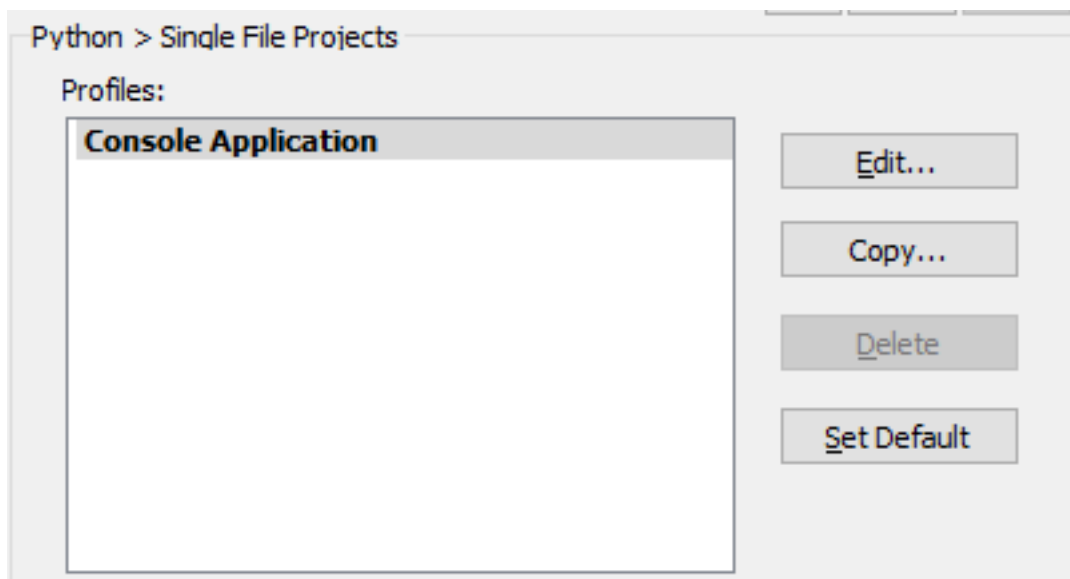 Python > Single File Projects
Profiles:
Console Application
Edit...
Copy...
Delete
Set Default